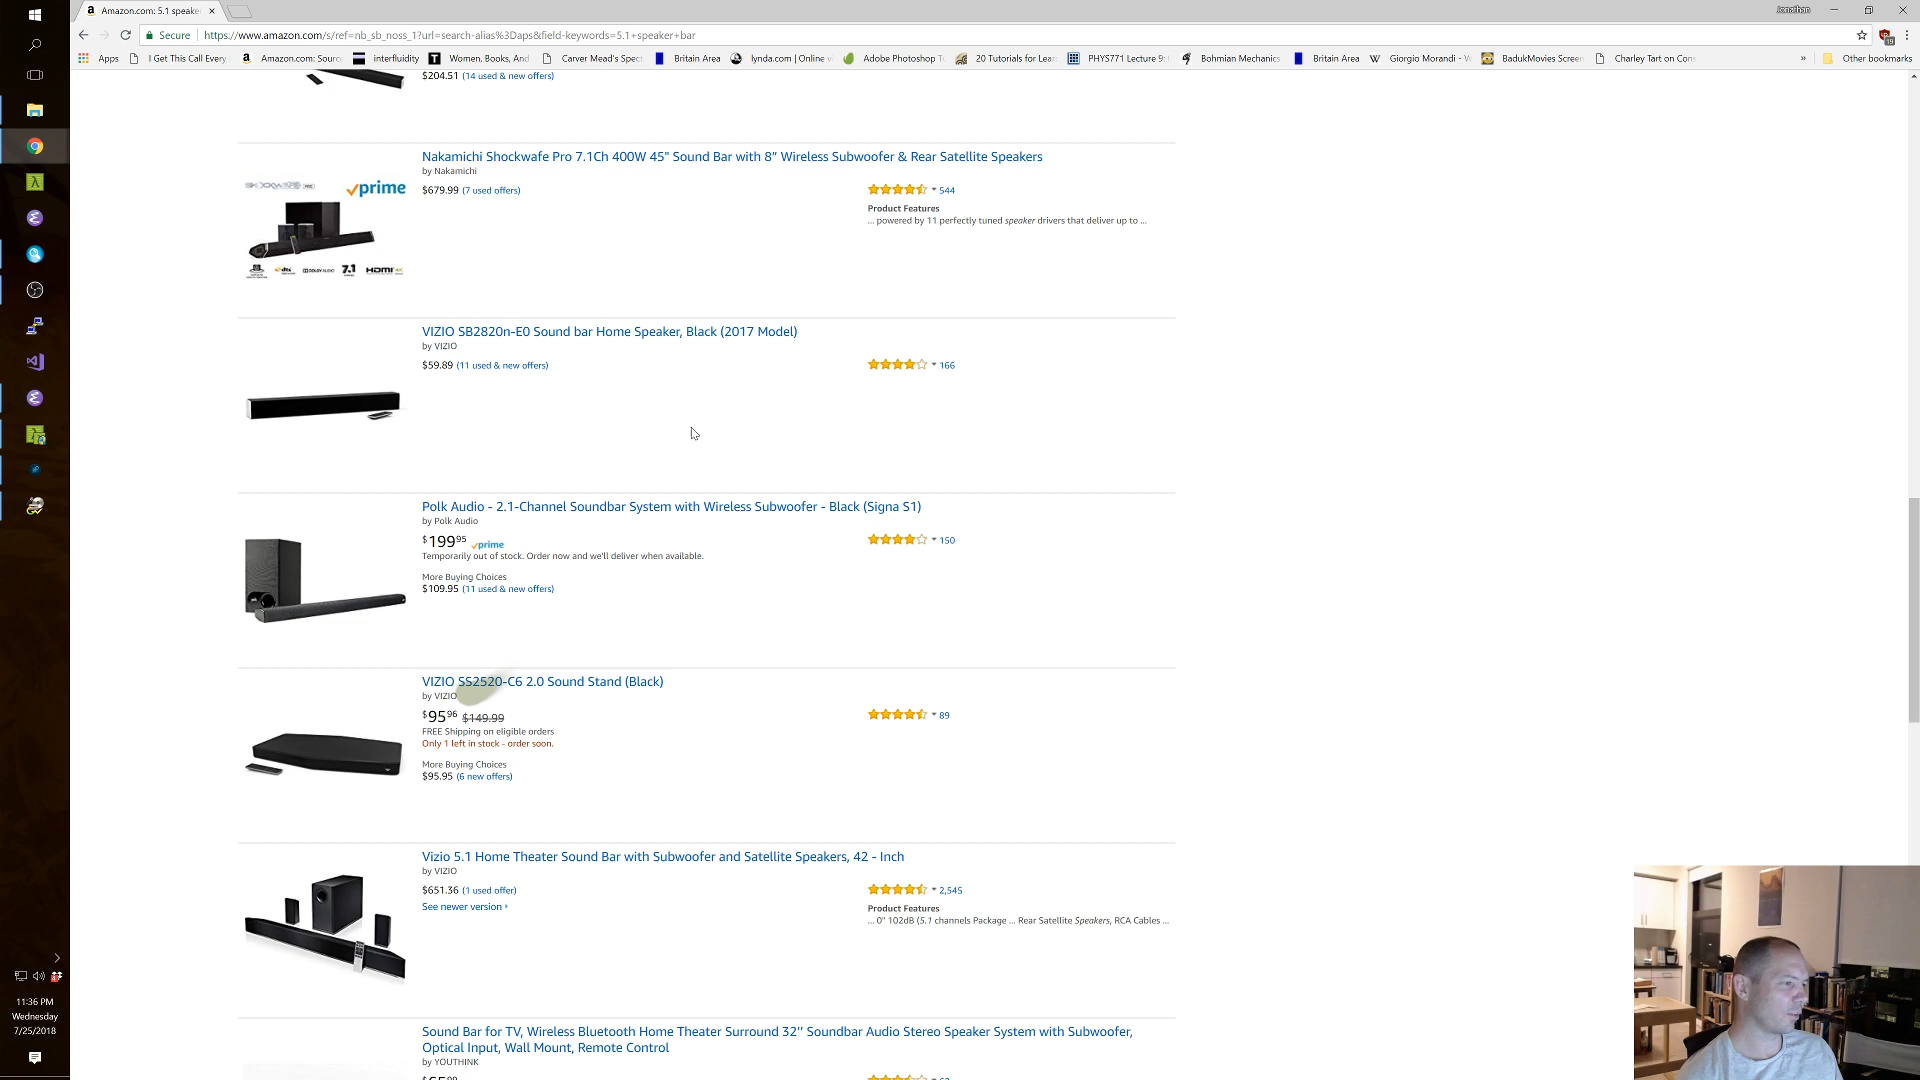 Amazon.com: 5.1 speake
Jonathan
Secure
https://www.amazon.com/s/ref=nb_sb_noss_1?url=search-alias%3Daps&field-keywords=5.1+speaker+bar
19
Apps
I Get This Call Every
Amazon.com: Sourc
interfluidity
Women, Books, And
Carver Mead's Spect
Britain Area
lynda.com | Online v
Adobe Photoshop T
20 Tutorials for Lear
PHYS771 Lecture 9:
Bohmian Mechanics
Britain Area
Giorgio Morandi - W
BadukMovies Screen
Charley Tart on Cons
»
Other bookmarks
$204.51 (14 used & new offers)
Nakamichi Shockwafe Pro 7.1Ch 400W 45" Sound Bar with 8” Wireless Subwoofer & Rear Satellite Speakers
by Nakamichi
$679.99 (7 used offers)
544
Product Features
... powered by 11 perfectly tuned speaker drivers that deliver up to ...
SHOCKWAFE PRO
prime
dts
DOLBY AUDIO
7.1
HDMI 4K
VIZIO SB2820n-E0 Sound bar Home Speaker, Black (2017 Model)
by VIZIO
$59.89 (11 used & new offers)
166
Polk Audio - 2.1-Channel Soundbar System with Wireless Subwoofer - Black (Signa S1)
by Polk Audio
$199 95 prime
150
Temporarily out of stock. Order now and we'll deliver when available.
More Buying Choices
$109.95 (11 used & new offers)
VIZIO SS2520-C6 2.0 Sound Stand (Black)
by VIZIO
$95 96 $149.99
89
FREE Shipping on eligible orders
Only 1 left in stock - order soon.
More Buying Choices
$95.95 (6 new offers)
Vizio 5.1 Home Theater Sound Bar with Subwoofer and Satellite Speakers, 42 - Inch
by VIZIO
$651.36 (1 used offer)
2,545
See newer version
Product Features
... 0" 102dB (5.1 channels Package ... Rear Satellite Speakers, RCA Cables ...
Sound Bar for TV, Wireless Bluetooth Home Theater Surround 32’’ Soundbar Audio Stereo Speaker System with Subwoofer,
Optical Input, Wall Mount, Remote Control
by YOUTHINK
11:36 PM
Wednesday
7/25/2018